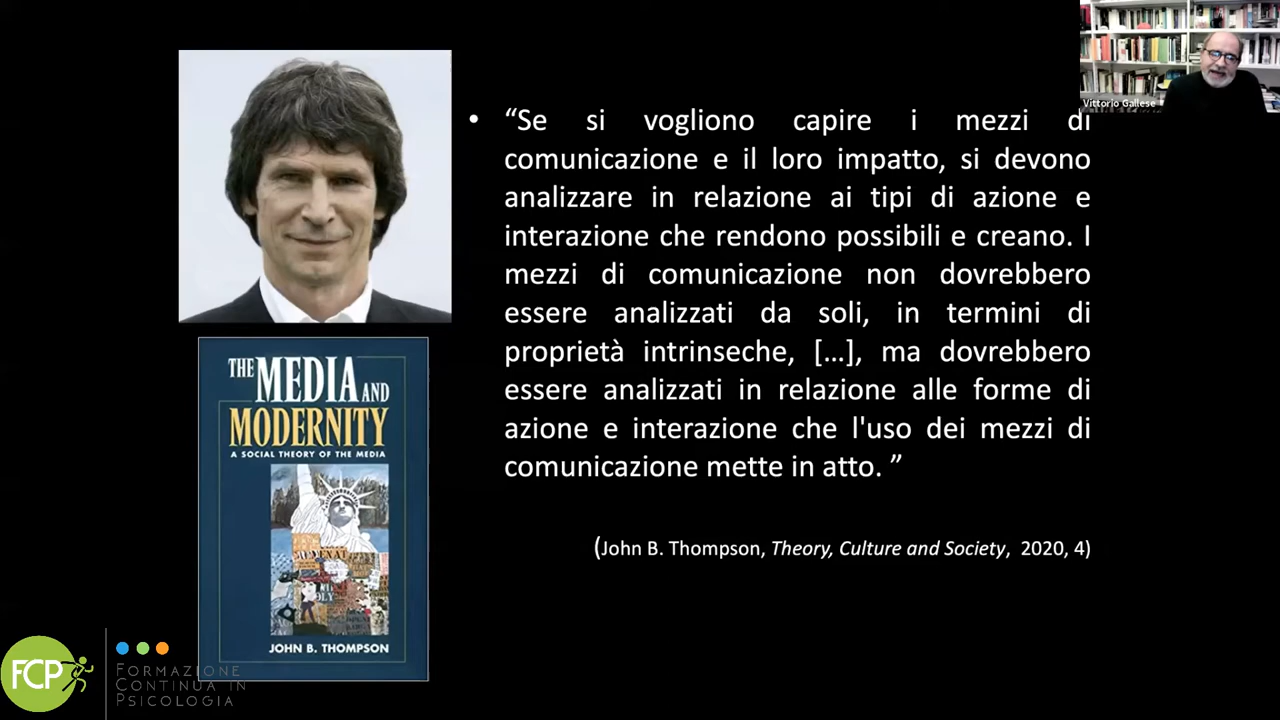 Vittorio Gallese
• “Se si vogliono capire i mezzi di
comunicazione e il loro impatto, si devono
analizzare in relazione ai tipi di azione e
interazione che rendono possibili e creano. I
mezzi di comunicazione non dovrebbero
essere analizzati da soli, in termini di
proprietà intrinseche, […], ma dovrebbero
essere analizzati in relazione alle forme di
azione e interazione che l'uso dei mezzi di
comunicazione mette in atto. ”
(John B. Thompson, Theory, Culture and Society, 2020, 4)
THE MEDIA AND
MODERNITY
A SOCIAL THEORY OF THE MEDIA
JOHN B. THOMPSON
FCP
FORMAZIONE
CONTINUA IN
PSICOLOGIA